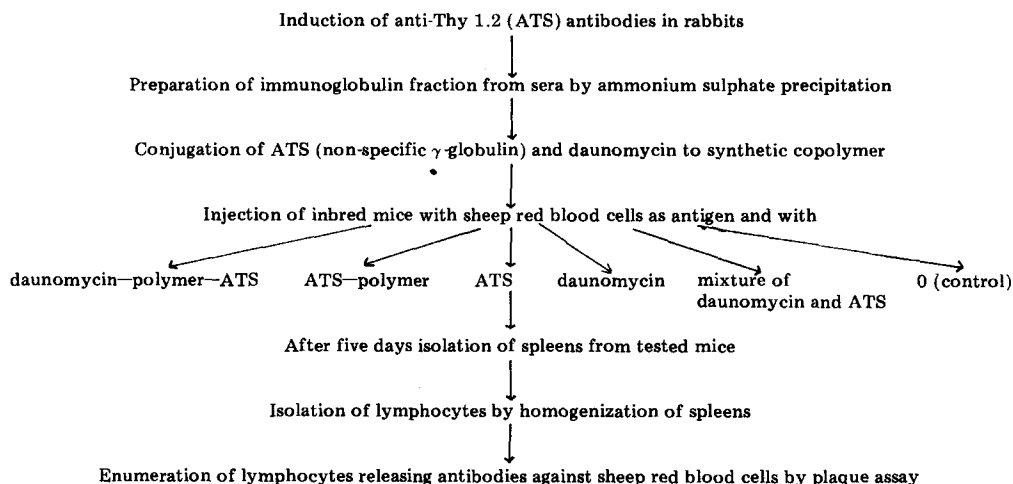 Induction of anti-Thy 1.2 (ATS) antibodies in rabbits
Preparation of immunoglobulin fraction from sera by ammonium sulphate precipitation
Conjugation of ATS (non-specific γ-globulin) and daunomycin to synthetic copolymer
Injection of inbred mice with sheep red blood cells as antigen and with
daunomycin—polymer—ATS ATS—polymer ATS daunomycin mixture of 0 (control)
daunomycin and ATS
After five days isolation of spleens from tested mice
Isolation of lymphocytes by homogenization of spleens
Enumeration of lymphocytes releasing antibodies against sheep red blood cells by plaque assay